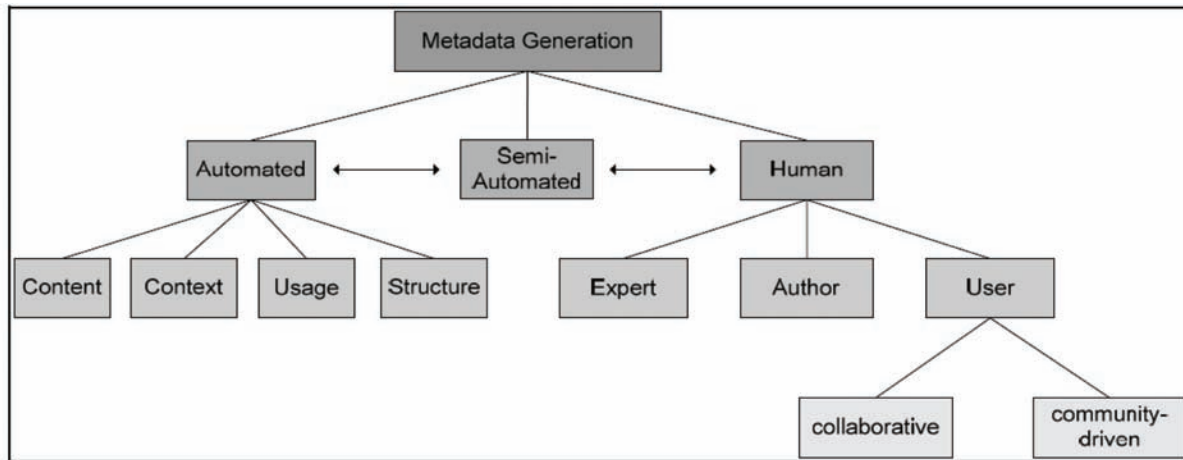 Metadata Generation
Automated
Semi-
Automated
Human
Content
Context
Usage
Structure
Expert
Author
User
collaborative
community-
driven